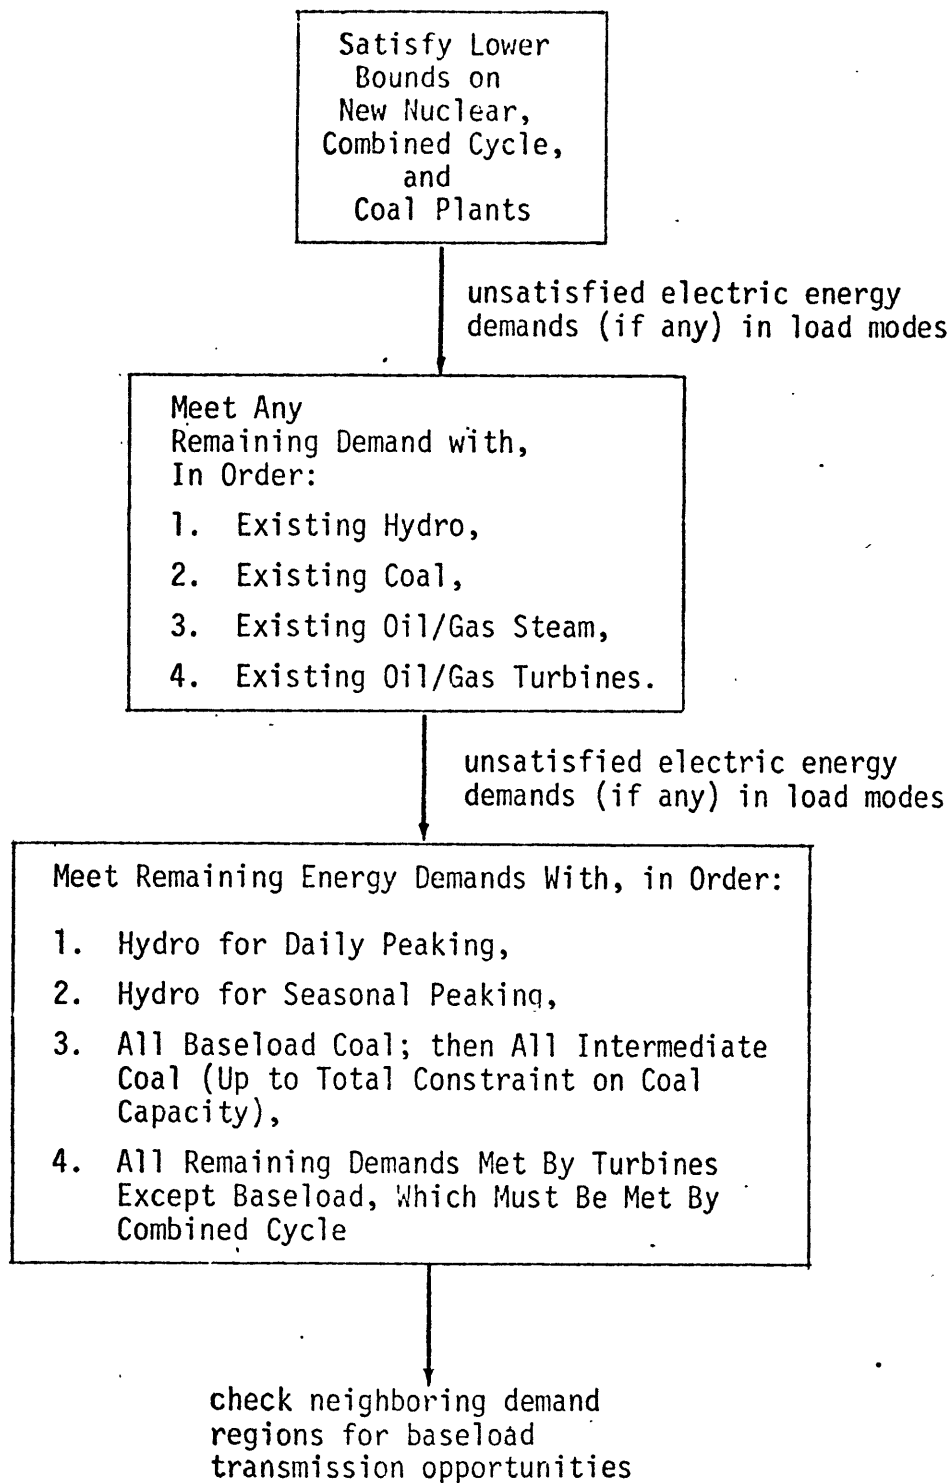 Satisfy Lower
Bounds on
New Nuclear,
Combined Cycle,
and
Coal Plants
unsatisfied electric energy
demands (if any) in load modes
Meet Any
Remaining Demand with,
In Order:
1. Existing Hydro,
2. Existing Coal,
3. Existing Oil/Gas Steam,
4. Existing Oil/Gas Turbines.
unsatisfied electric energy
demands (if any) in load modes
Meet Remaining Energy Demands With, in Order:
1. Hydro for Daily Peaking,
2. Hydro for Seasonal Peaking,
3. All Baseload Coal; then All Intermediate
Coal (Up to Total Constraint on Coal
Capacity),
4. All Remaining Demands Met By Turbines
Except Baseload, Which Must Be Met By
Combined Cycle
check neighboring demand
regions for baseload
transmission opportunities